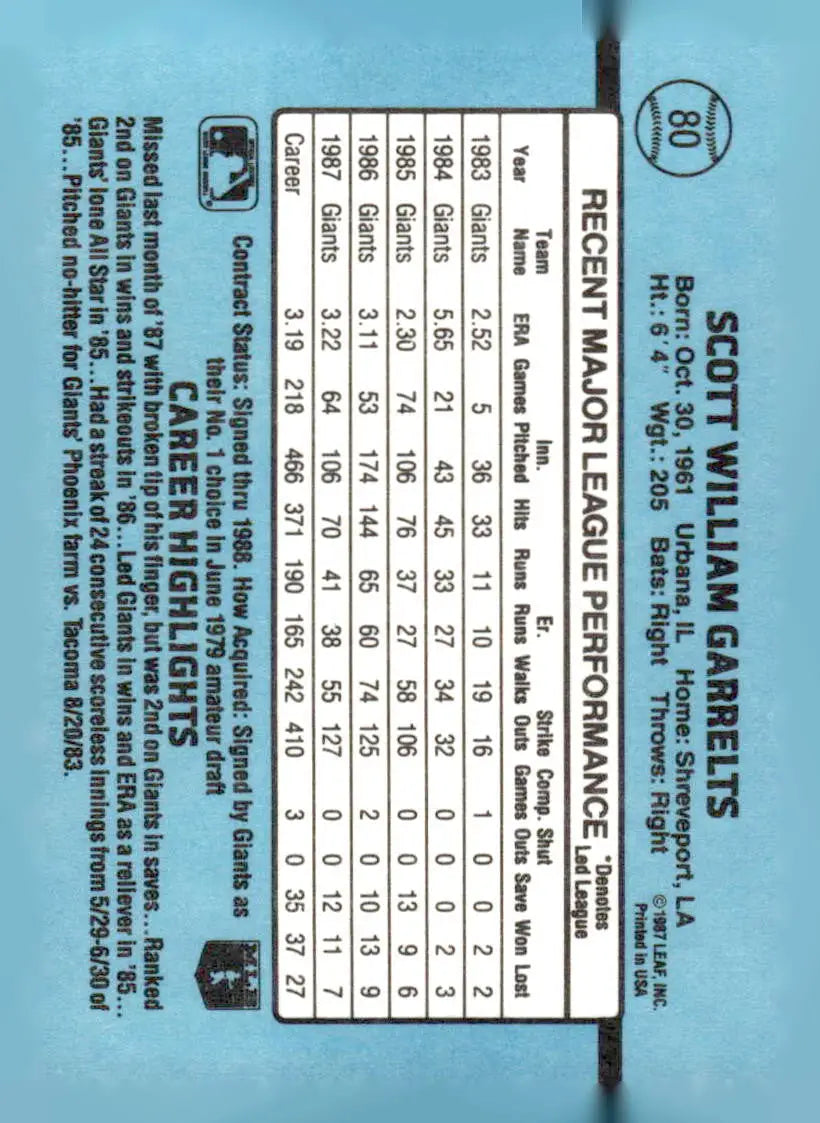 80
SCOTT WILLIAM GARRELTS
Born: Oct. 30, 1961 Urbana, IL Home: Shreveport, LA
Ht.: 6' 4" Wgt.: 205 Bats: Right Throws: Right
©1987 LEAF, INC.
Printed in USA
RECENT MAJOR LEAGUE PERFORMANCE *Denotes
Led League
Team Inn. Er. Strike Comp. Shut
Year Name ERA Games Pitched Hits Runs Runs Walks Outs Games Outs Save Won Lost
1983 Giants 2.52 5 36 33 11 10 19 16 1 0 0 2 2
1984 Giants 5.65 21 43 45 33 27 34 32 0 0 0 2 3
1985 Giants 2.30 74 106 76 37 27 58 106 0 0 13 9 6
1986 Giants 3.11 53 174 144 65 60 74 125 2 0 10 13 9
1987 Giants 3.22 64 106 70 41 38 55 127 0 0 12 11 7
Career 3.19 218 466 371 190 165 242 410 3 0 35 37 27
Contract Status: Signed thru 1988. How Acquired: Signed by Giants as
their No. 1 choice in June 1979 amateur draft
MLB
CAREER HIGHLIGHTS
Missed last month of '87 with broken tip of his finger, but was 2nd on Giants in saves...Ranked
2nd on Giants in wins and strikeouts in '86...Led Giants in wins and ERA as a reliever in '85...
Giants' lone All Star in '85...Had a streak of 24 consecutive scoreless innings from 5/29-6/30 of
'85...Pitched no-hitter for Giants' Phoenix farm vs. Tacoma 8/20/83.